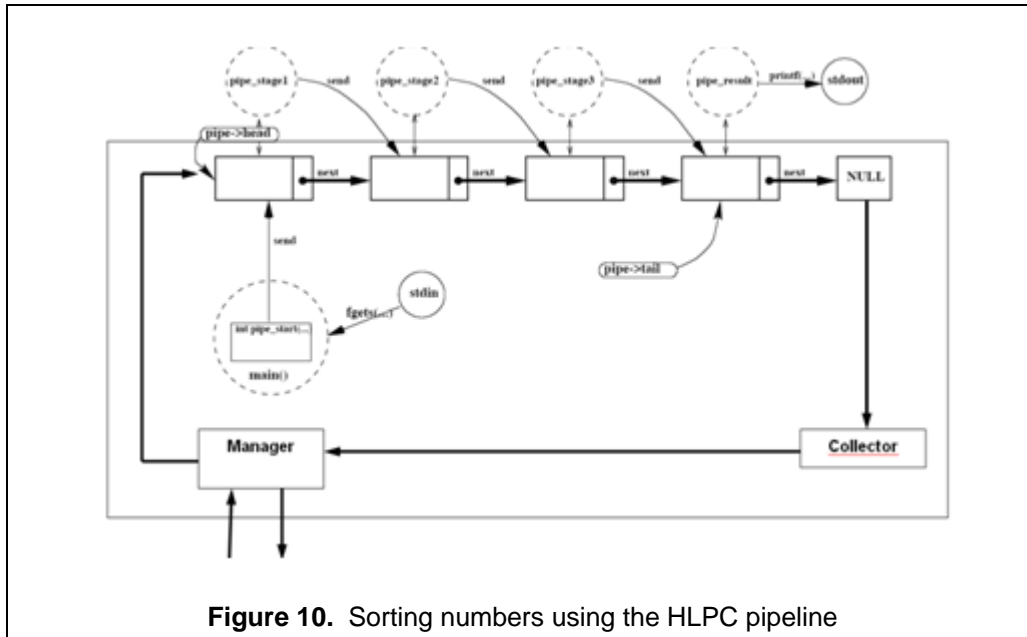 pipe_stage1
send
pipe_stage2
send
pipe_stage3
send
pipe_result
printf(...)
stdout
pipe->head
next
next
next
next
NULL
send
pipe->tail
stdin
fgets(...)
int pipe_start(...
main()
Manager
Collector
Figure 10. Sorting numbers using the HLPC pipeline